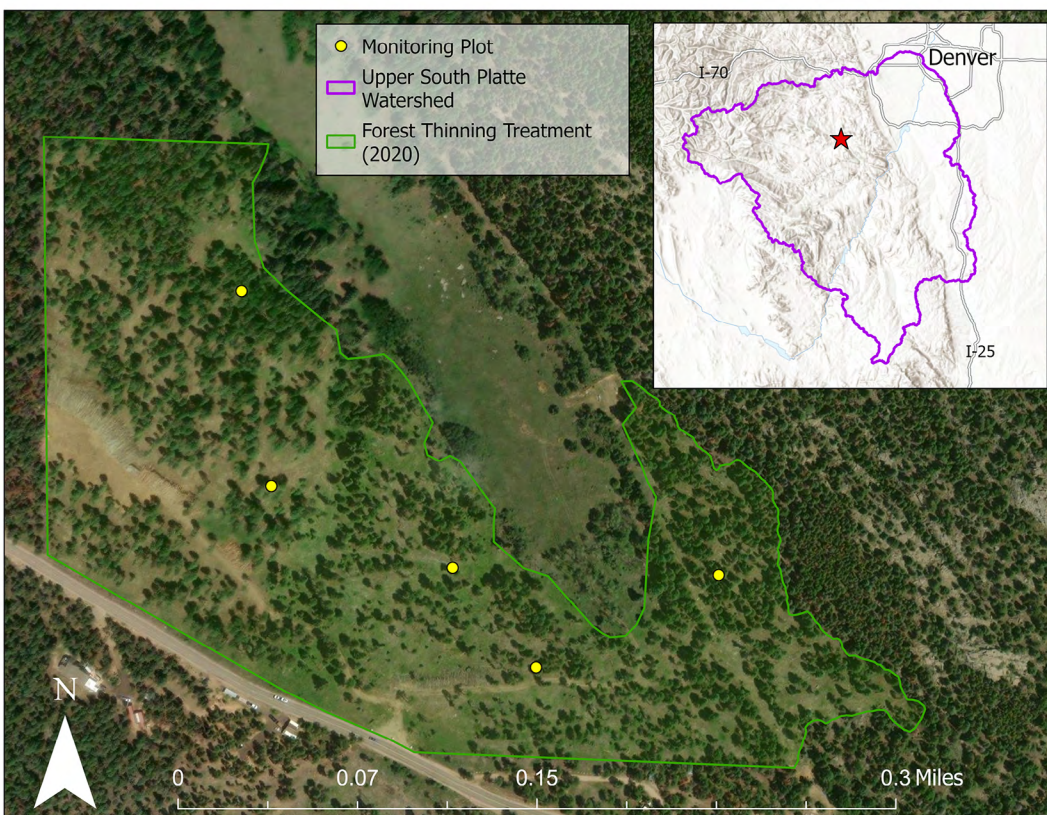 Monitoring Plot
Upper South Platte
Watershed
Forest Thinning Treatment
(2020)
Denver
I-70
I-25
N
0
0.07
0.15
0.3 Miles